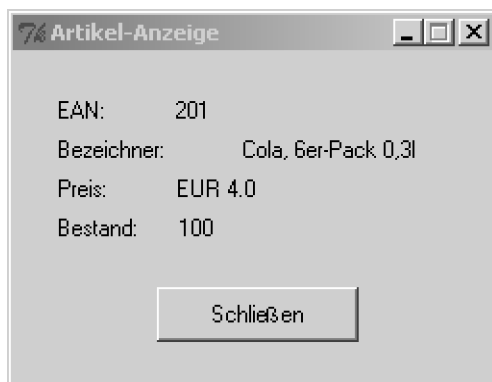 Artikel-Anzeige
EAN: 201
Bezeichner: Cola, 6er-Pack 0,3l
Preis: EUR 4.0
Bestand: 100
Schließen